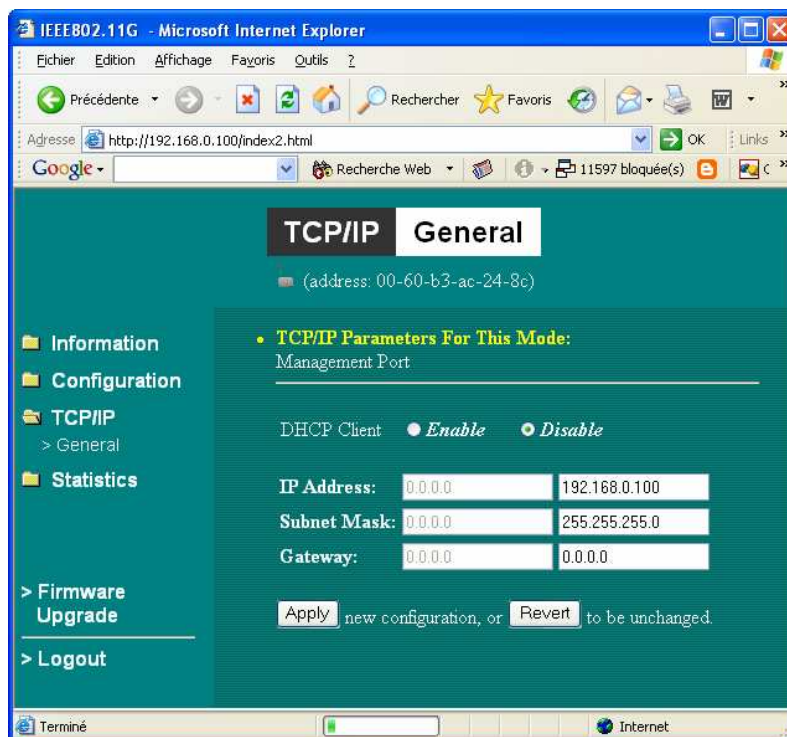 IEEE802.11G - Microsoft Internet Explorer
Fichier Edition Affichage Favoris Outils ?
Précédente Rechercher Favoris W »
Adresse http://192.168.0.100/index2.html OK Links »
Google Recherche Web 11597 bloquée(s) C »
TCP/IP General
(address: 00-60-b3-ac-24-8c)
Information
Configuration
TCP/IP
> General
Statistics
> Firmware
Upgrade
> Logout
TCP/IP Parameters For This Mode:
Management Port
DHCP Client Enable Disable
IP Address: 0.0.0.0 192.168.0.100
Subnet Mask: 0.0.0.0 255.255.255.0
Gateway: 0.0.0.0 0.0.0.0
Apply new configuration, or Revert to be unchanged.
Terminé Internet